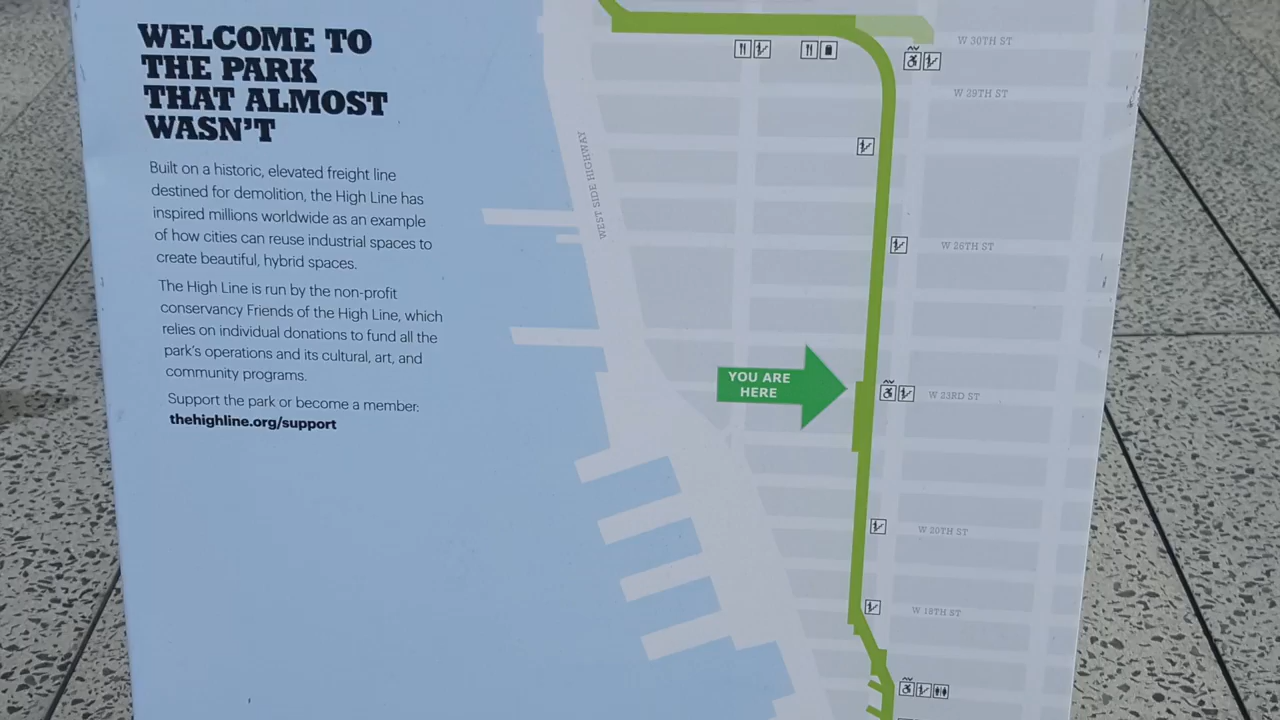 WELCOME TO
THE PARK
THAT ALMOST
WASN'T
Built on a historic, elevated freight line
destined for demolition, the High Line has
inspired millions worldwide as an example
of how cities can reuse industrial spaces to
create beautiful, hybrid spaces.
The High Line is run by the non-profit
conservancy Friends of the High Line, which
relies on individual donations to fund all the
park's operations and its cultural, art, and
community programs.
Support the park or become a member:
thehighline.org/support
WEST SIDE HIGHWAY
W 30TH ST
W 29TH ST
W 26TH ST
YOU ARE
HERE
W 23RD ST
W 20TH ST
W 18TH ST